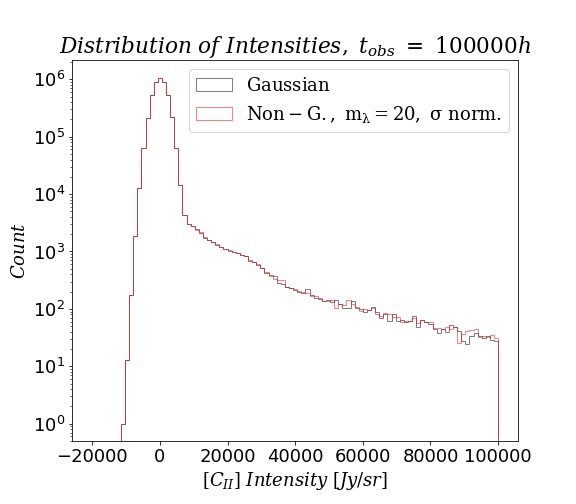 Distribution of Intensities, t_obs = 100000h
Gaussian
Non − G., m_λ = 20, σ norm.
10^6
10^5
10^4
10^3
10^2
10^1
10^0
Count
−20000 0 20000 40000 60000 80000 100000
[C_II] Intensity [Jy/sr]